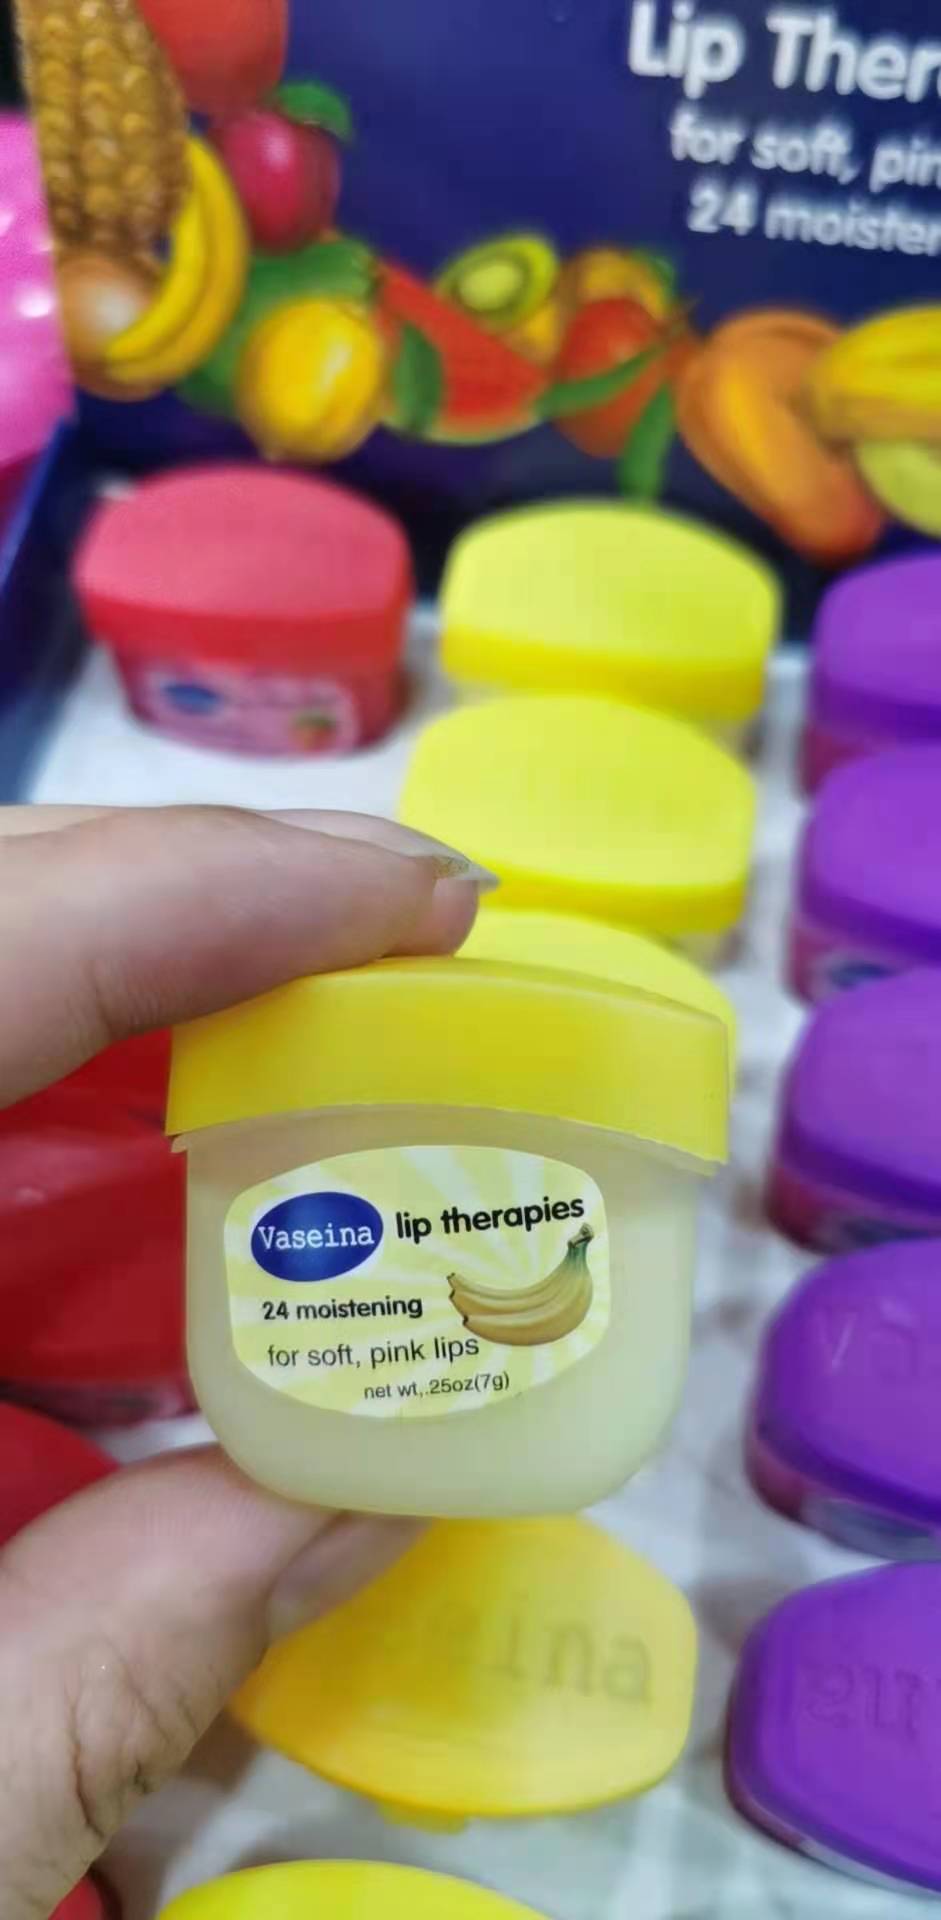 Lip Ther
for soft, pin
24 moister
Vaseina lip therapies
24 moistening
for soft, pink lips
net wt,.25oz(7g)
ina